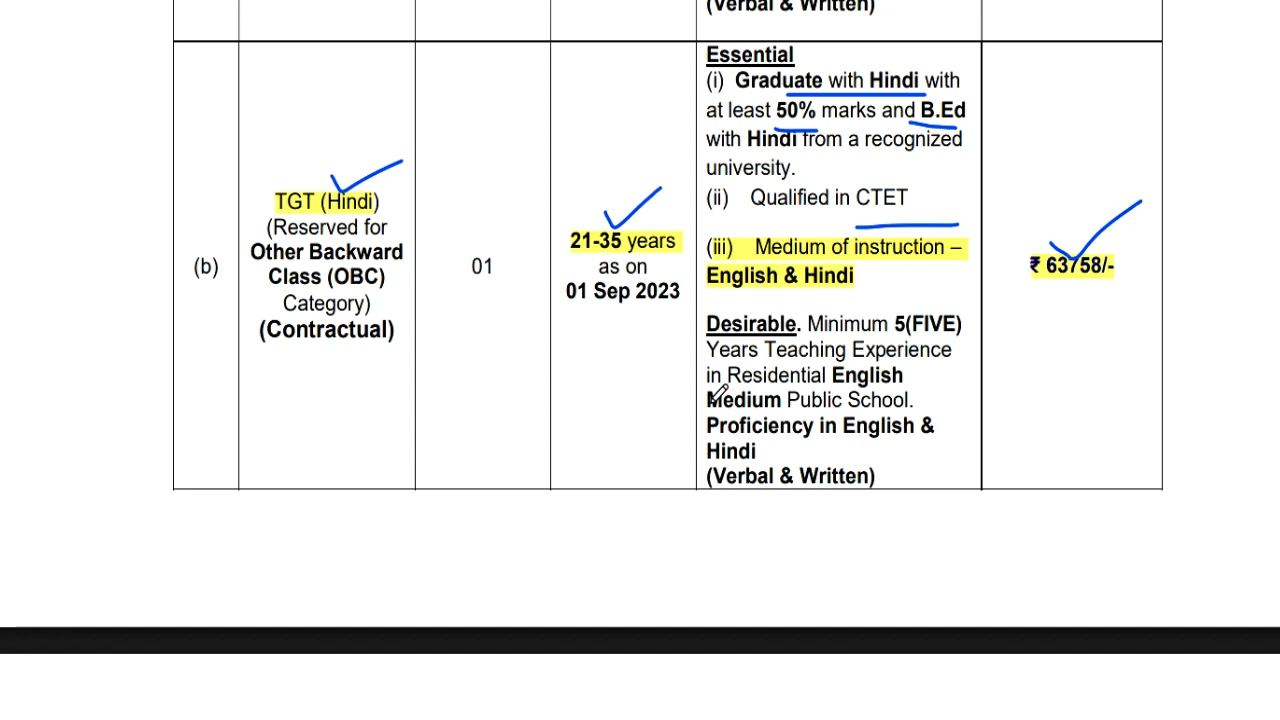 (Verbal & Written)
(b)
TGT (Hindi)
(Reserved for
Other Backward
Class (OBC)
Category)
(Contractual)
01
21-35 years
as on
01 Sep 2023
Essential
(i) Graduate with Hindi with
at least 50% marks and B.Ed
with Hindi from a recognized
university.
(ii) Qualified in CTET
(iii) Medium of instruction –
English & Hindi
Desirable. Minimum 5(FIVE)
Years Teaching Experience
in Residential English
Medium Public School.
Proficiency in English &
Hindi
(Verbal & Written)
₹ 63758/-